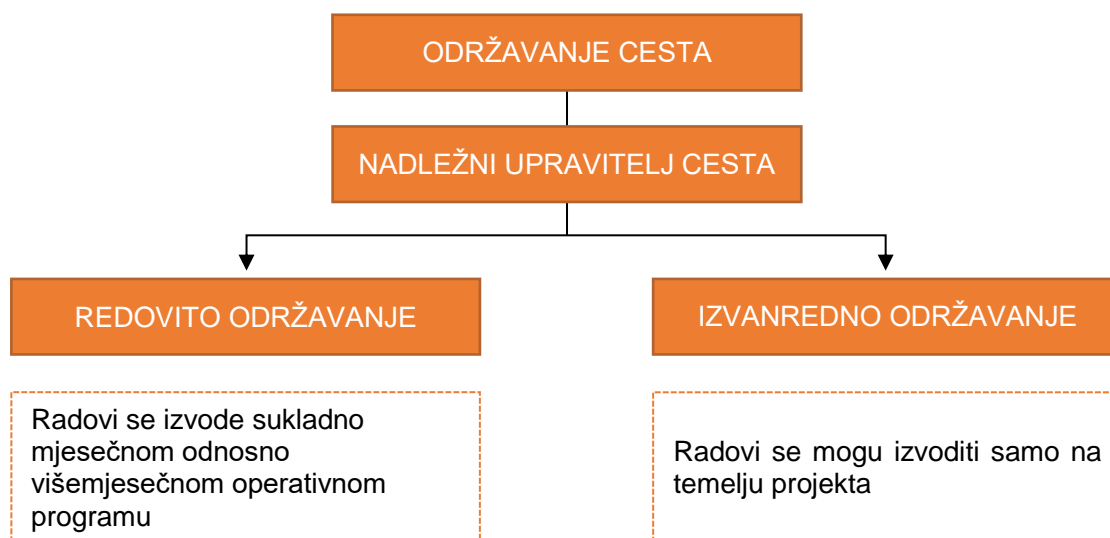 ODRŽAVANJE CESTA
NADLEŽNI UPRAVITELJ CESTA
REDOVITO ODRŽAVANJE
IZVANREDNO ODRŽAVANJE
Radovi se izvode sukladno
mjesečnom odnosno
višemjesečnom operativnom
programu
Radovi se mogu izvoditi samo na
temelju projekta